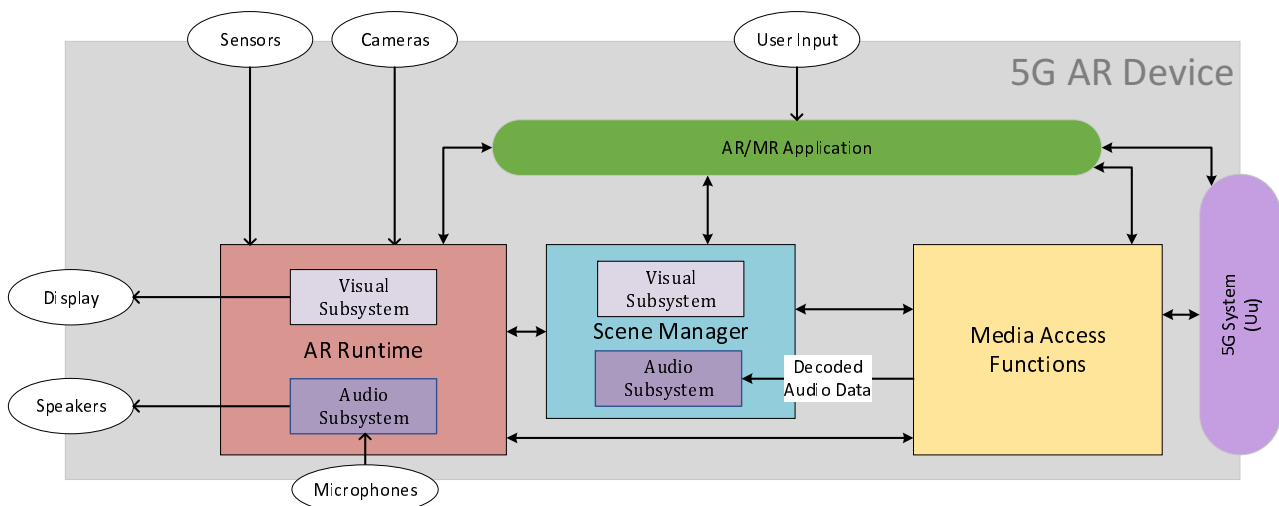 Sensors
Cameras
User Input
5G AR Device
AR/MR Application
Visual
Subsystem
AR Runtime
Audio
Subsystem
Visual
Subsystem
Scene Manager
Audio
Subsystem
Decoded
Audio Data
Media Access
Functions
5G System
(Uu)
Display
Speakers
Microphones